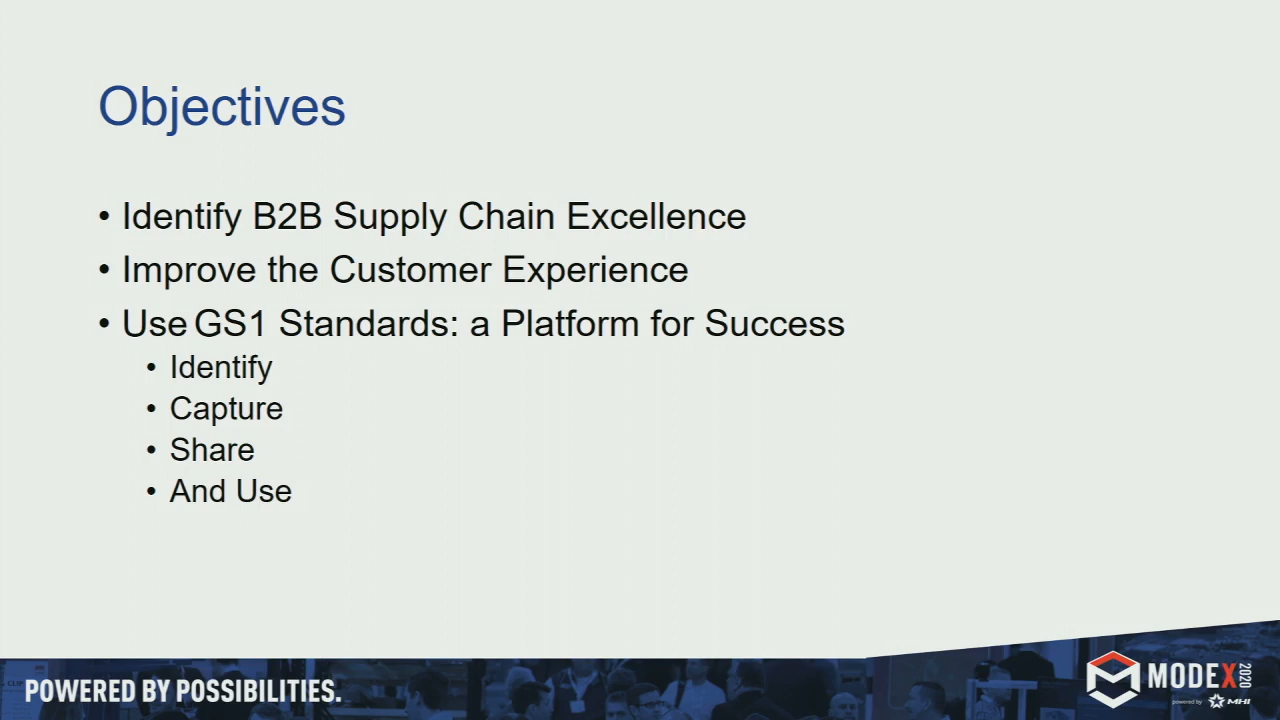 Objectives
• Identify B2B Supply Chain Excellence
• Improve the Customer Experience
• Use GS1 Standards: a Platform for Success
• Identify
• Capture
• Share
• And Use
POWERED BY POSSIBILITIES.
MODEX 2020
powered by MHI